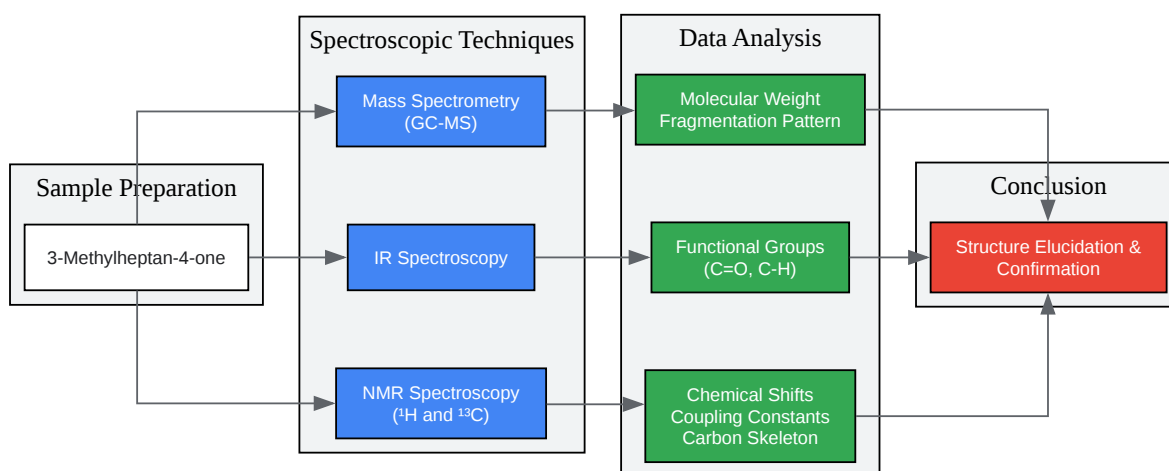 Spectroscopic Techniques
Data Analysis
Mass Spectrometry
(GC-MS)
Molecular Weight
Fragmentation Pattern
Sample Preparation
Conclusion
3-Methylheptan-4-one
IR Spectroscopy
Functional Groups
(C=O, C-H)
Structure Elucidation &
Confirmation
NMR Spectroscopy
(¹H and ¹³C)
Chemical Shifts
Coupling Constants
Carbon Skeleton